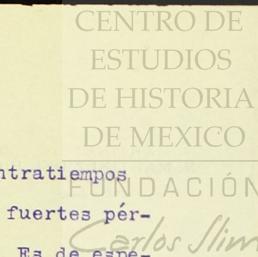 CENTRO DE
ESTUDIOS
DE HISTORIA
DE MEXICO
ntratiempos
FUNDACIÓN
fuertes pér-
Carlos Slim
Es de espe-